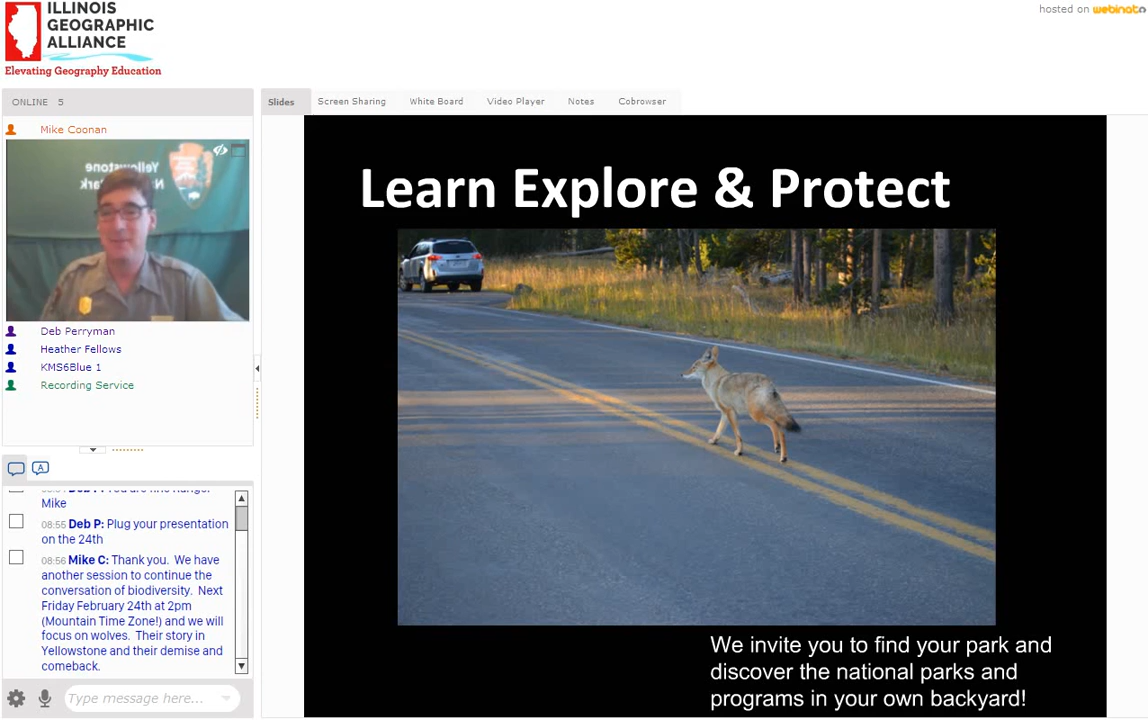 ILLINOIS
GEOGRAPHIC
ALLIANCE
Elevating Geography Education
hosted on webinato
ONLINE 5
Mike Coonan
Yellowstone
Deb Perryman
Heather Fellows
KMS6Blue 1
Recording Service
Mike
08:55 Deb P: Plug your presentation
on the 24th
08:56 Mike C: Thank you. We have
another session to continue the
conversation of biodiversity. Next
Friday February 24th at 2pm
(Mountain Time Zone!) and we will
focus on wolves. Their story in
Yellowstone and their demise and
comeback.
Type message here...
Slides
Screen Sharing
White Board
Video Player
Notes
Cobrowser
Learn Explore & Protect
We invite you to find your park and
discover the national parks and
programs in your own backyard!